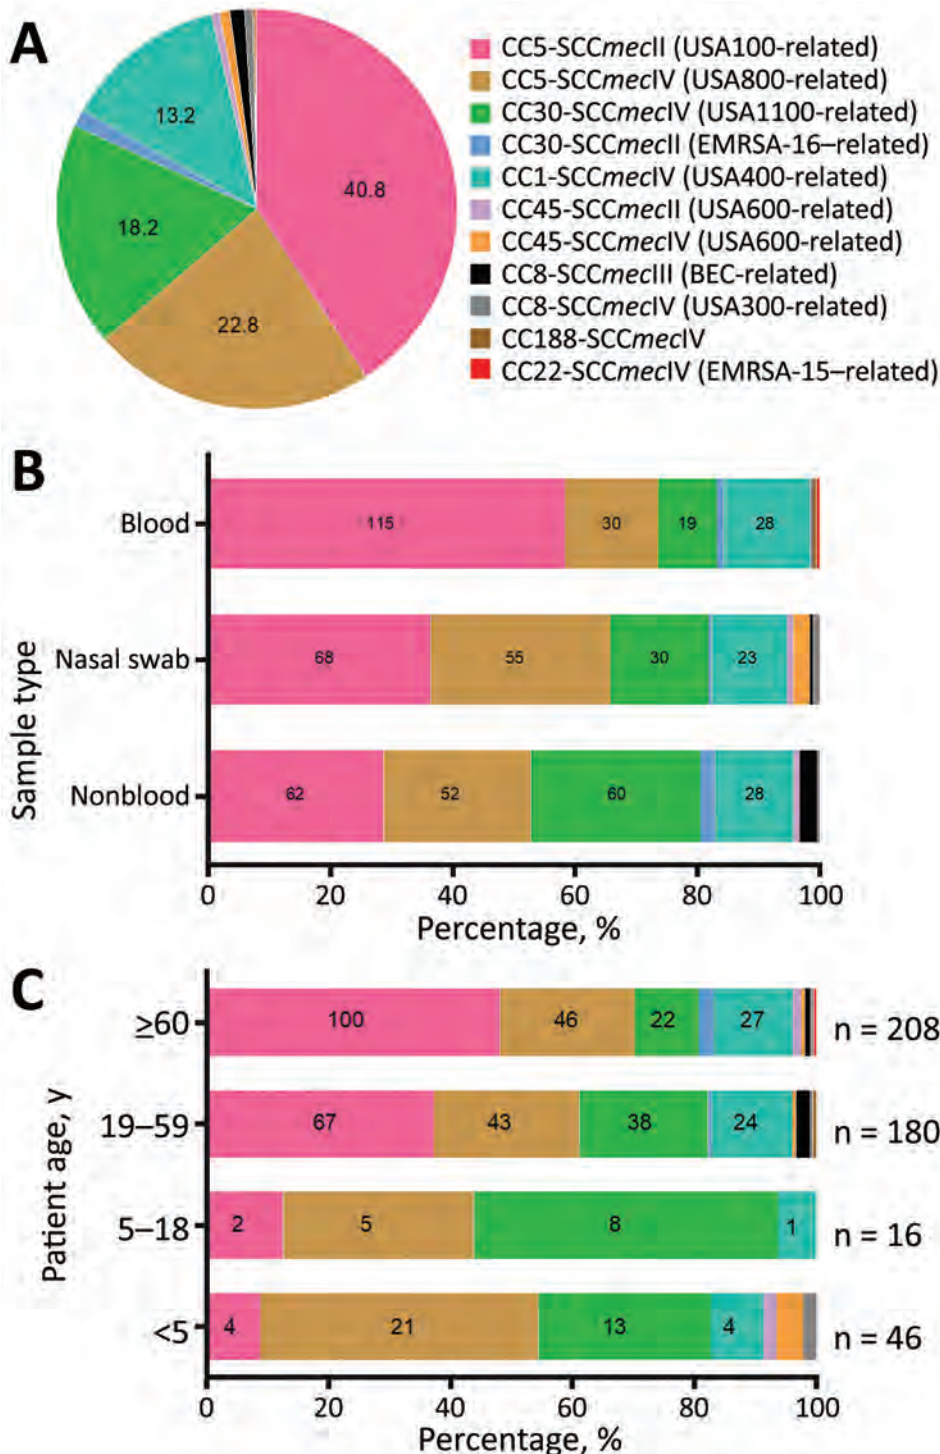 A
40.8
22.8
18.2
13.2
CC5-SCCmecII (USA100-related)
CC5-SCCmecIV (USA800-related)
CC30-SCCmecIV (USA1100-related)
CC30-SCCmecII (EMRSA-16–related)
CC1-SCCmecIV (USA400-related)
CC45-SCCmecII (USA600-related)
CC45-SCCmecIV (USA600-related)
CC8-SCCmecIII (BEC-related)
CC8-SCCmecIV (USA300-related)
CC188-SCCmecIV
CC22-SCCmecIV (EMRSA-15–related)
B
Sample type
Blood 115 30 19 28
Nasal swab 68 55 30 23
Nonblood 62 52 60 28
0 20 40 60 80 100
Percentage, %
C
Patient age, y
≥60 100 46 22 27 n = 208
19–59 67 43 38 24 n = 180
5–18 2 5 8 1 n = 16
<5 4 21 13 4 n = 46
0 20 40 60 80 100
Percentage, %